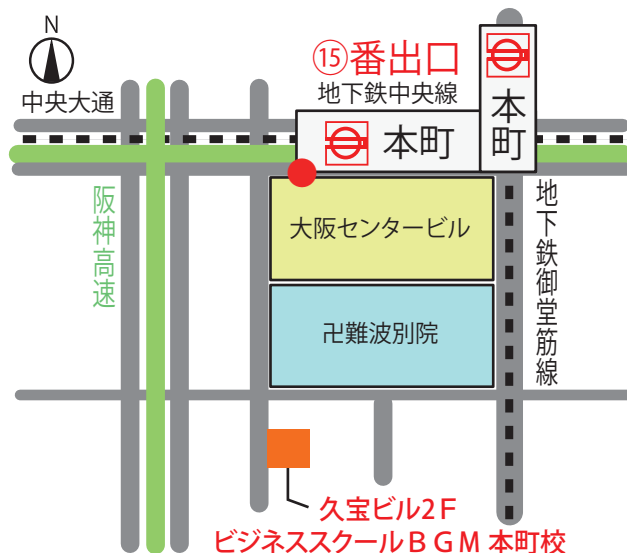 N
⑮番出口
中央大通
地下鉄中央線
本町
本町
阪神高速
大阪センタービル
地下鉄御堂筋線
卍難波別院
久宝ビル2F
ビジネススクールBGM 本町校